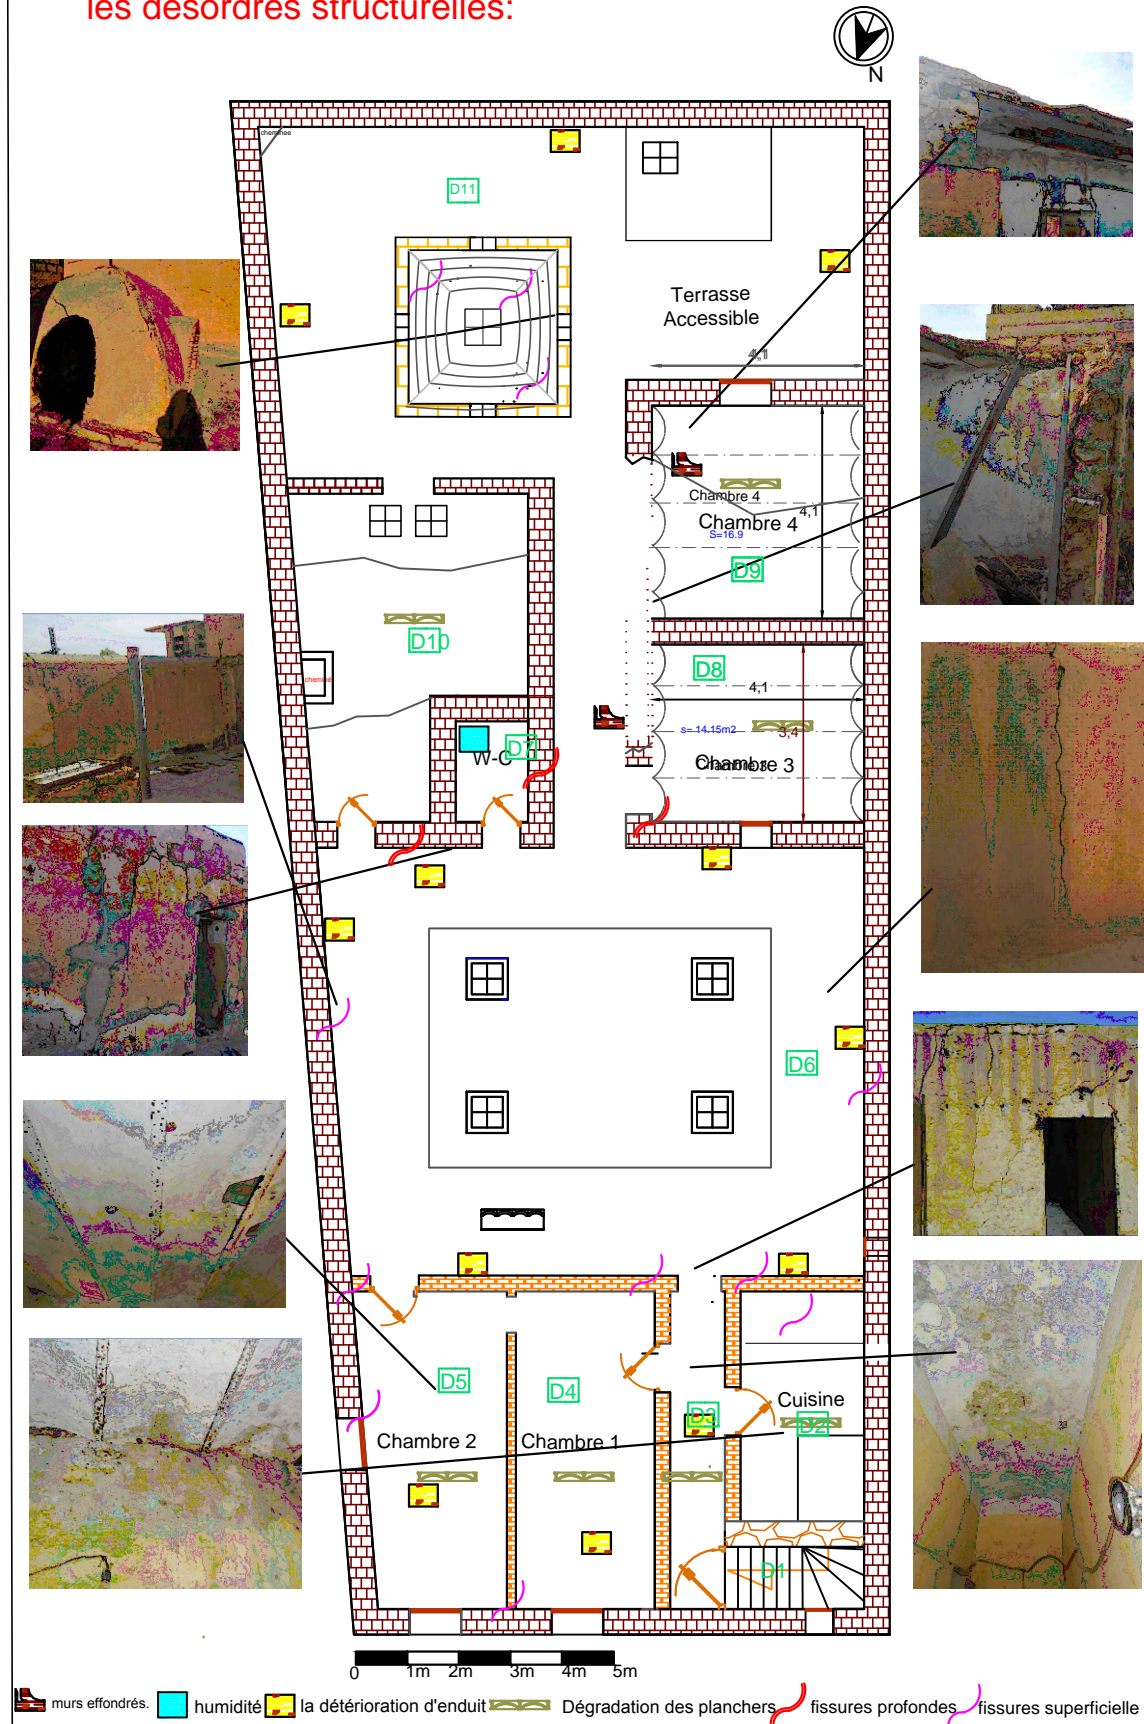 les désordres structurelles:
N
cheminee
D11
Terrasse
Accessible
4,1
Chambre 4
Chambre 4
4,1
S=16.9
D9
D10
D8
4,1
cheminé
s= 14.15m2
3,4
D7
W-C
Chambre 3
D6
D5
D4
D3
Cuisine
D2
Chambre 2
Chambre 1
D1
0 1m 2m 3m 4m 5m
murs effondrés. humidité la détérioration d'enduit Dégradation des planchers fissures profondes fissures superficielle